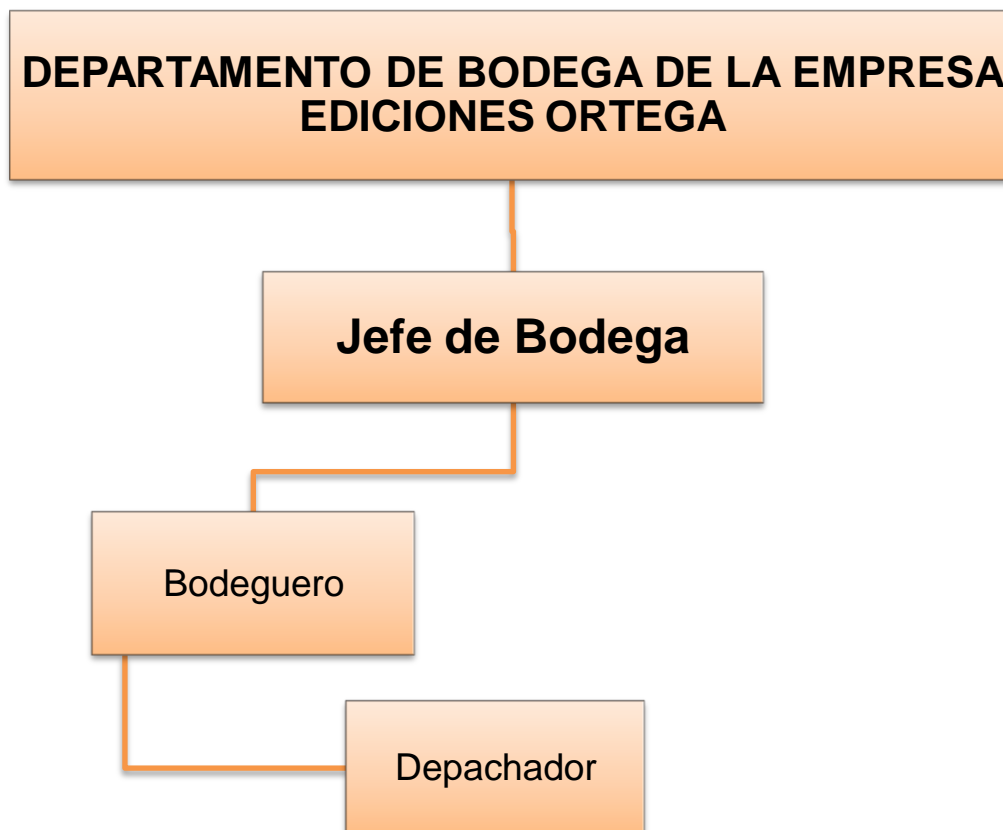 DEPARTAMENTO DE BODEGA DE LA EMPRESA
EDICIONES ORTEGA
Jefe de Bodega
Bodeguero
Depachador